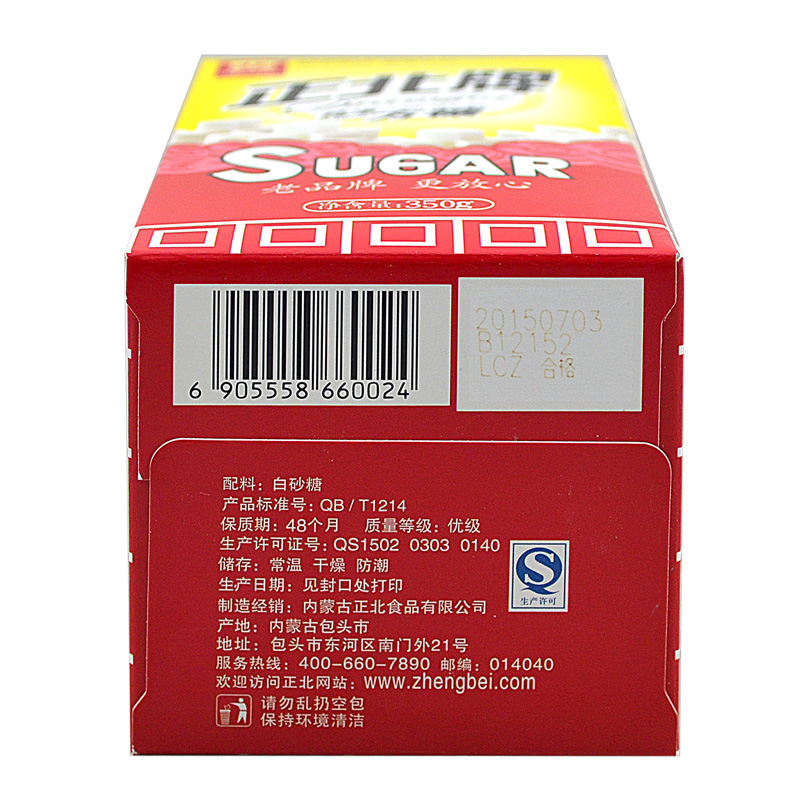 正北牌
方糖
SUGAR
老品牌 更放心
净含量:350g
6 905558 660024
20150703
B12152
LCZ 合格
配料: 白砂糖
产品标准号: QB / T1214
保质期: 48个月 质量等级: 优级
生产许可证号: QS1502 0303 0140
储存: 常温 干燥 防潮
生产日期: 见封口处打印
制造经销: 内蒙古正北食品有限公司
产地: 内蒙古包头市
地址: 包头市东河区南门外21号
服务热线: 400-660-7890 邮编: 014040
欢迎访问正北网站: www.zhengbei.com
请勿乱扔空包
保持环境清洁
QS
生产许可